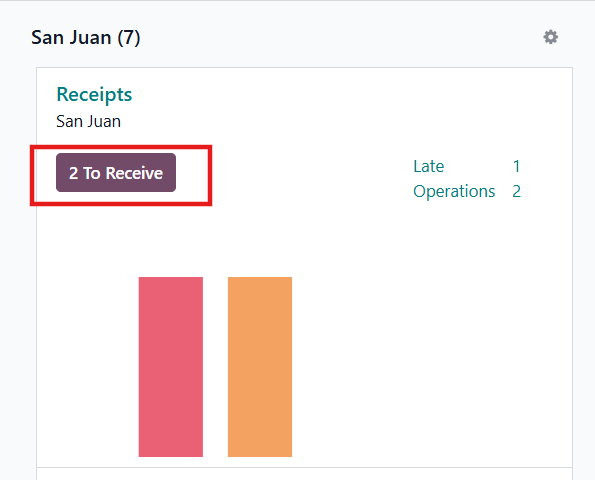 San Juan (7)
Receipts
San Juan
2 To Receive
Late 1
Operations 2